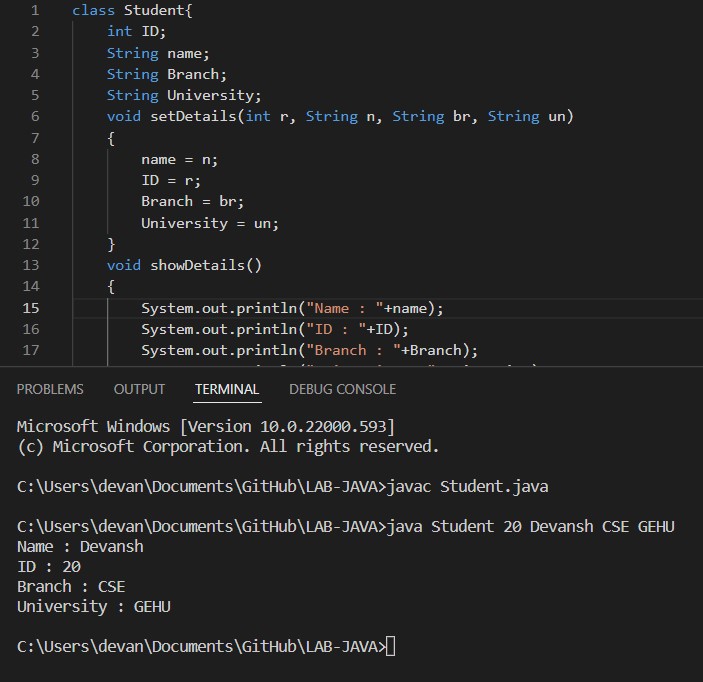 1 class Student{
2 int ID;
3 String name;
4 String Branch;
5 String University;
6 void setDetails(int r, String n, String br, String un)
7 {
8 name = n;
9 ID = r;
10 Branch = br;
11 University = un;
12 }
13 void showDetails()
14 {
15 System.out.println("Name : "+name);
16 System.out.println("ID : "+ID);
17 System.out.println("Branch : "+Branch);
PROBLEMS OUTPUT TERMINAL DEBUG CONSOLE
Microsoft Windows [Version 10.0.22000.593]
(c) Microsoft Corporation. All rights reserved.
C:\Users\devan\Documents\GitHub\LAB-JAVA>javac Student.java
C:\Users\devan\Documents\GitHub\LAB-JAVA>java Student 20 Devansh CSE GEHU
Name : Devansh
ID : 20
Branch : CSE
University : GEHU
C:\Users\devan\Documents\GitHub\LAB-JAVA>